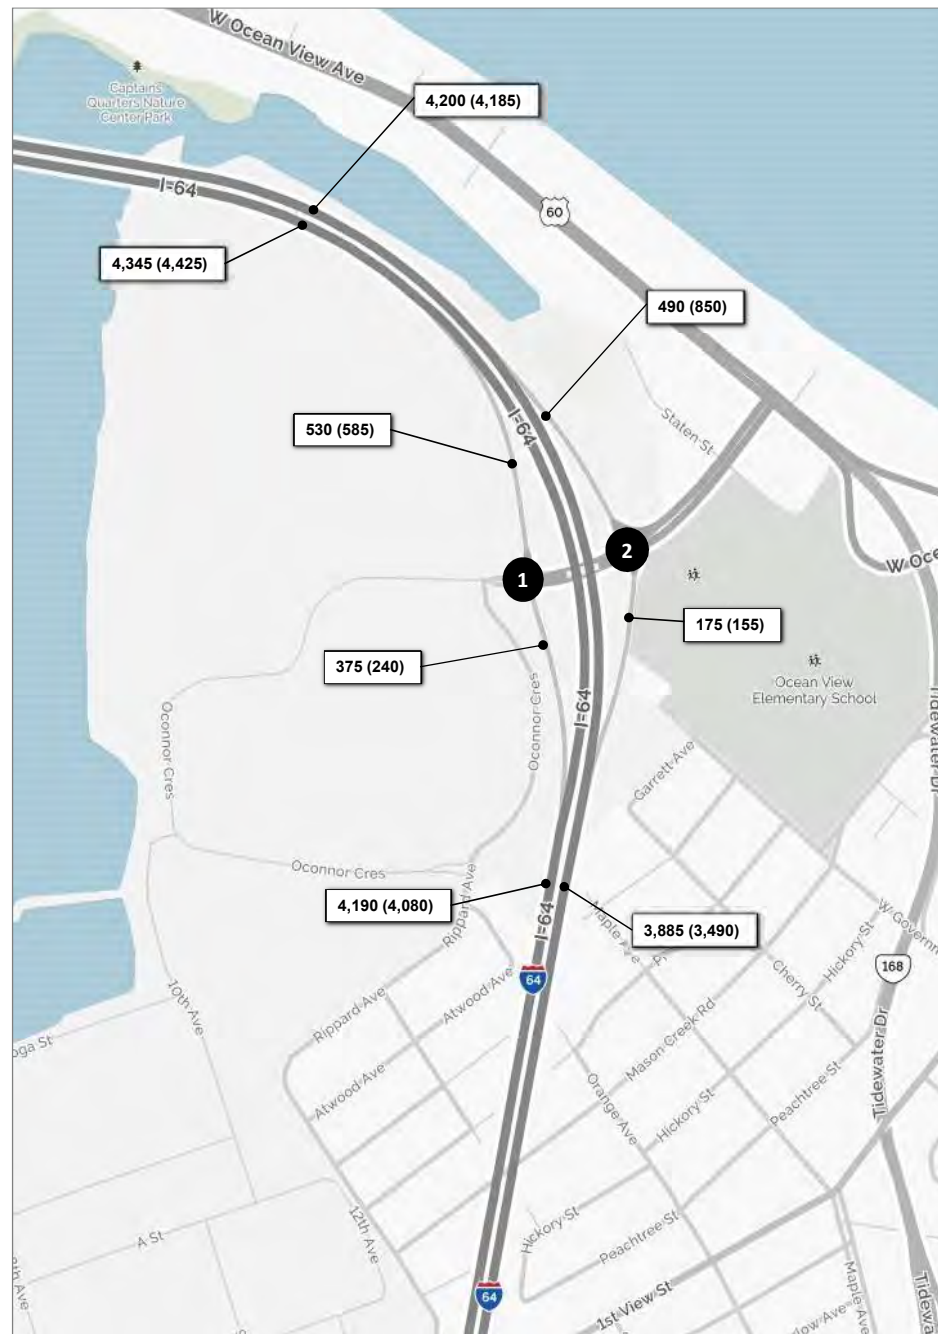 W Ocean View Ave
Captains
Quarters Nature
Center Park
4,200 (4,185)
I-64
60
4,345 (4,425)
490 (850)
I-64
530 (585)
Staten St
2
1
W Oce
175 (155)
375 (240)
Ocean View
Elementary School
Oconnor Cres
Oconnor Cres
I-64
Tidewater Dr
Garrett Ave
Oconnor Cres
Rippard Ave
4,190 (4,080)
I-64
Maple Ave
3,885 (3,490)
W Governm
Hickory St
Cherry St
168
64
10th Ave
Rippard Ave
Atwood Ave
Mason Creek Rd
oga St
Atwood Ave
Orange Ave
Hickory St
Peachtree St
Tidewater Dr
12th Ave
A St
Hickory St
Peachtree St
64
1st View St
Maple Ave
Tidewa